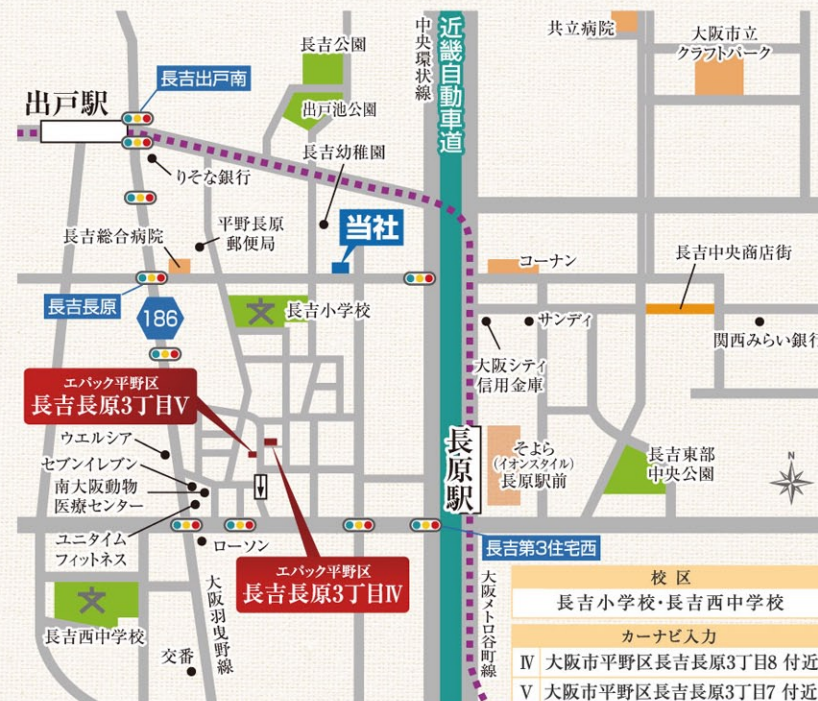 長吉公園
中央環状線
近畿自動車道
共立病院
大阪市立
クラフトパーク
長吉出戸南
出戸駅
出戸池公園
長吉幼稚園
りそな銀行
長吉総合病院
平野長原
郵便局
当社
コーナン
長吉中央商店街
長吉長原
186
長吉小学校
サンディ
関西みらい銀行
大阪シティ
信用金庫
エバック平野区
長吉長原3丁目Ⅴ
ウエルシア
セブンイレブン
南大阪動物
医療センター
ユニタイム
フィットネス
長原駅
そよら
(イオンスタイル)
長原駅前
長吉東部
中央公園
N
ローソン
長吉第3住宅西
エバック平野区
長吉長原3丁目Ⅳ
文
長吉西中学校
交番
大阪羽曳野線
大阪メトロ谷町線
校区
長吉小学校・長吉西中学校
カーナビ入力
Ⅳ 大阪市平野区長吉長原3丁目8 付近
Ⅴ 大阪市平野区長吉長原3丁目7 付近